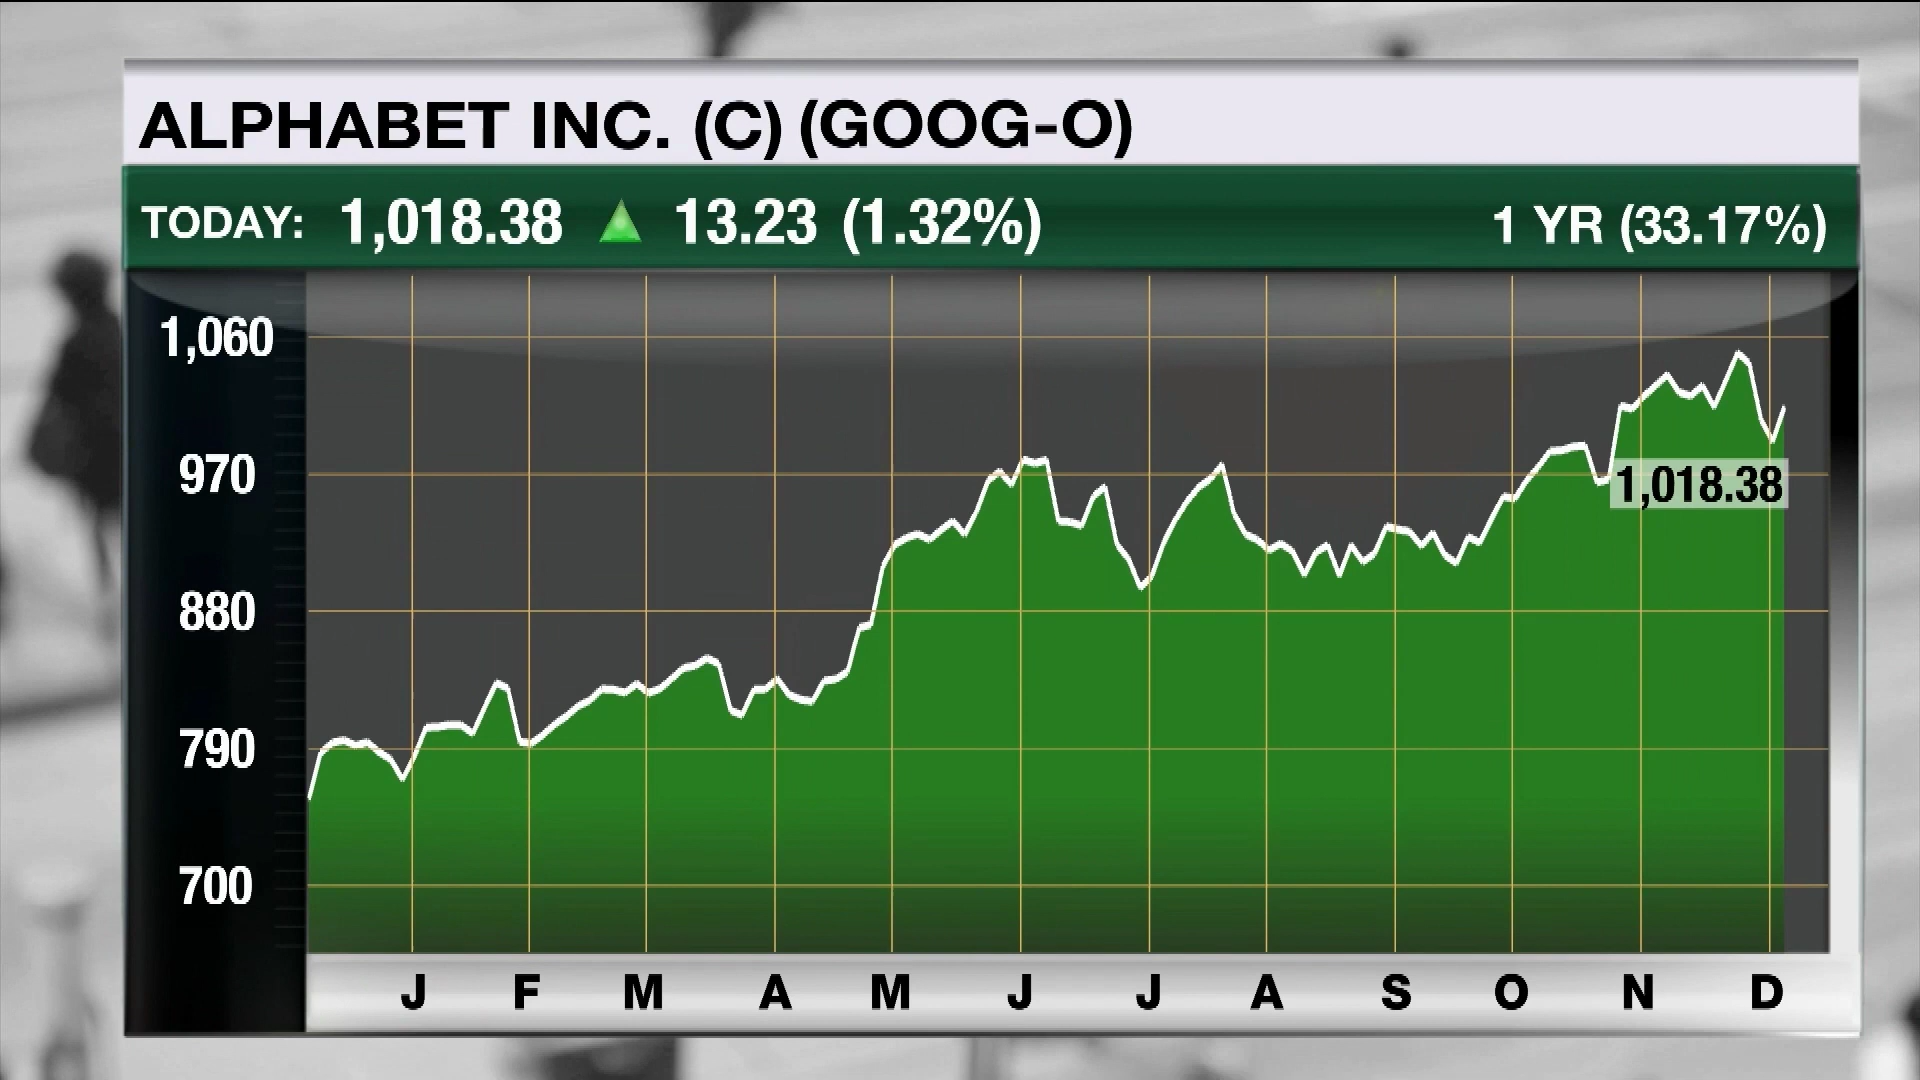 ALPHABET INC. (C) (GOOG-O)
TODAY: 1,018.38 ▲ 13.23 (1.32%) 1 YR (33.17%)
1,060
970
1,018.38
880
790
700
J F M A M J J A S O N D